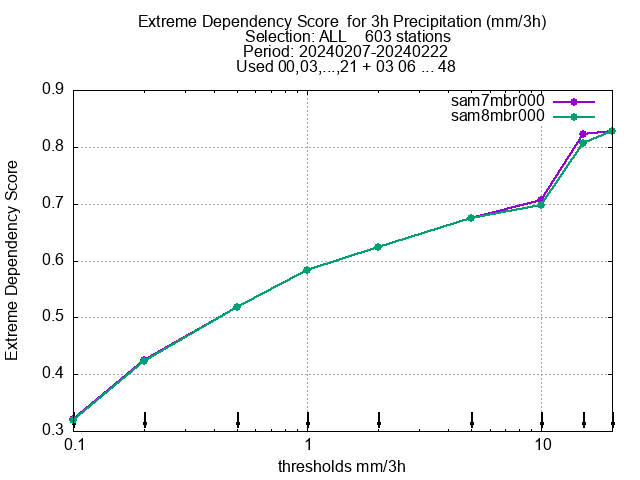 Extreme Dependency Score  for 3h Precipitation (mm/3h)
Selection: ALL    603 stations
Period: 20240207-20240222
Used 00,03,...,21 + 03 06 ... 48
sam7mbr000
sam8mbr000
0.9
0.8
0.7
0.6
0.5
0.4
0.3
Extreme Dependency Score
0.1 1 10
thresholds mm/3h